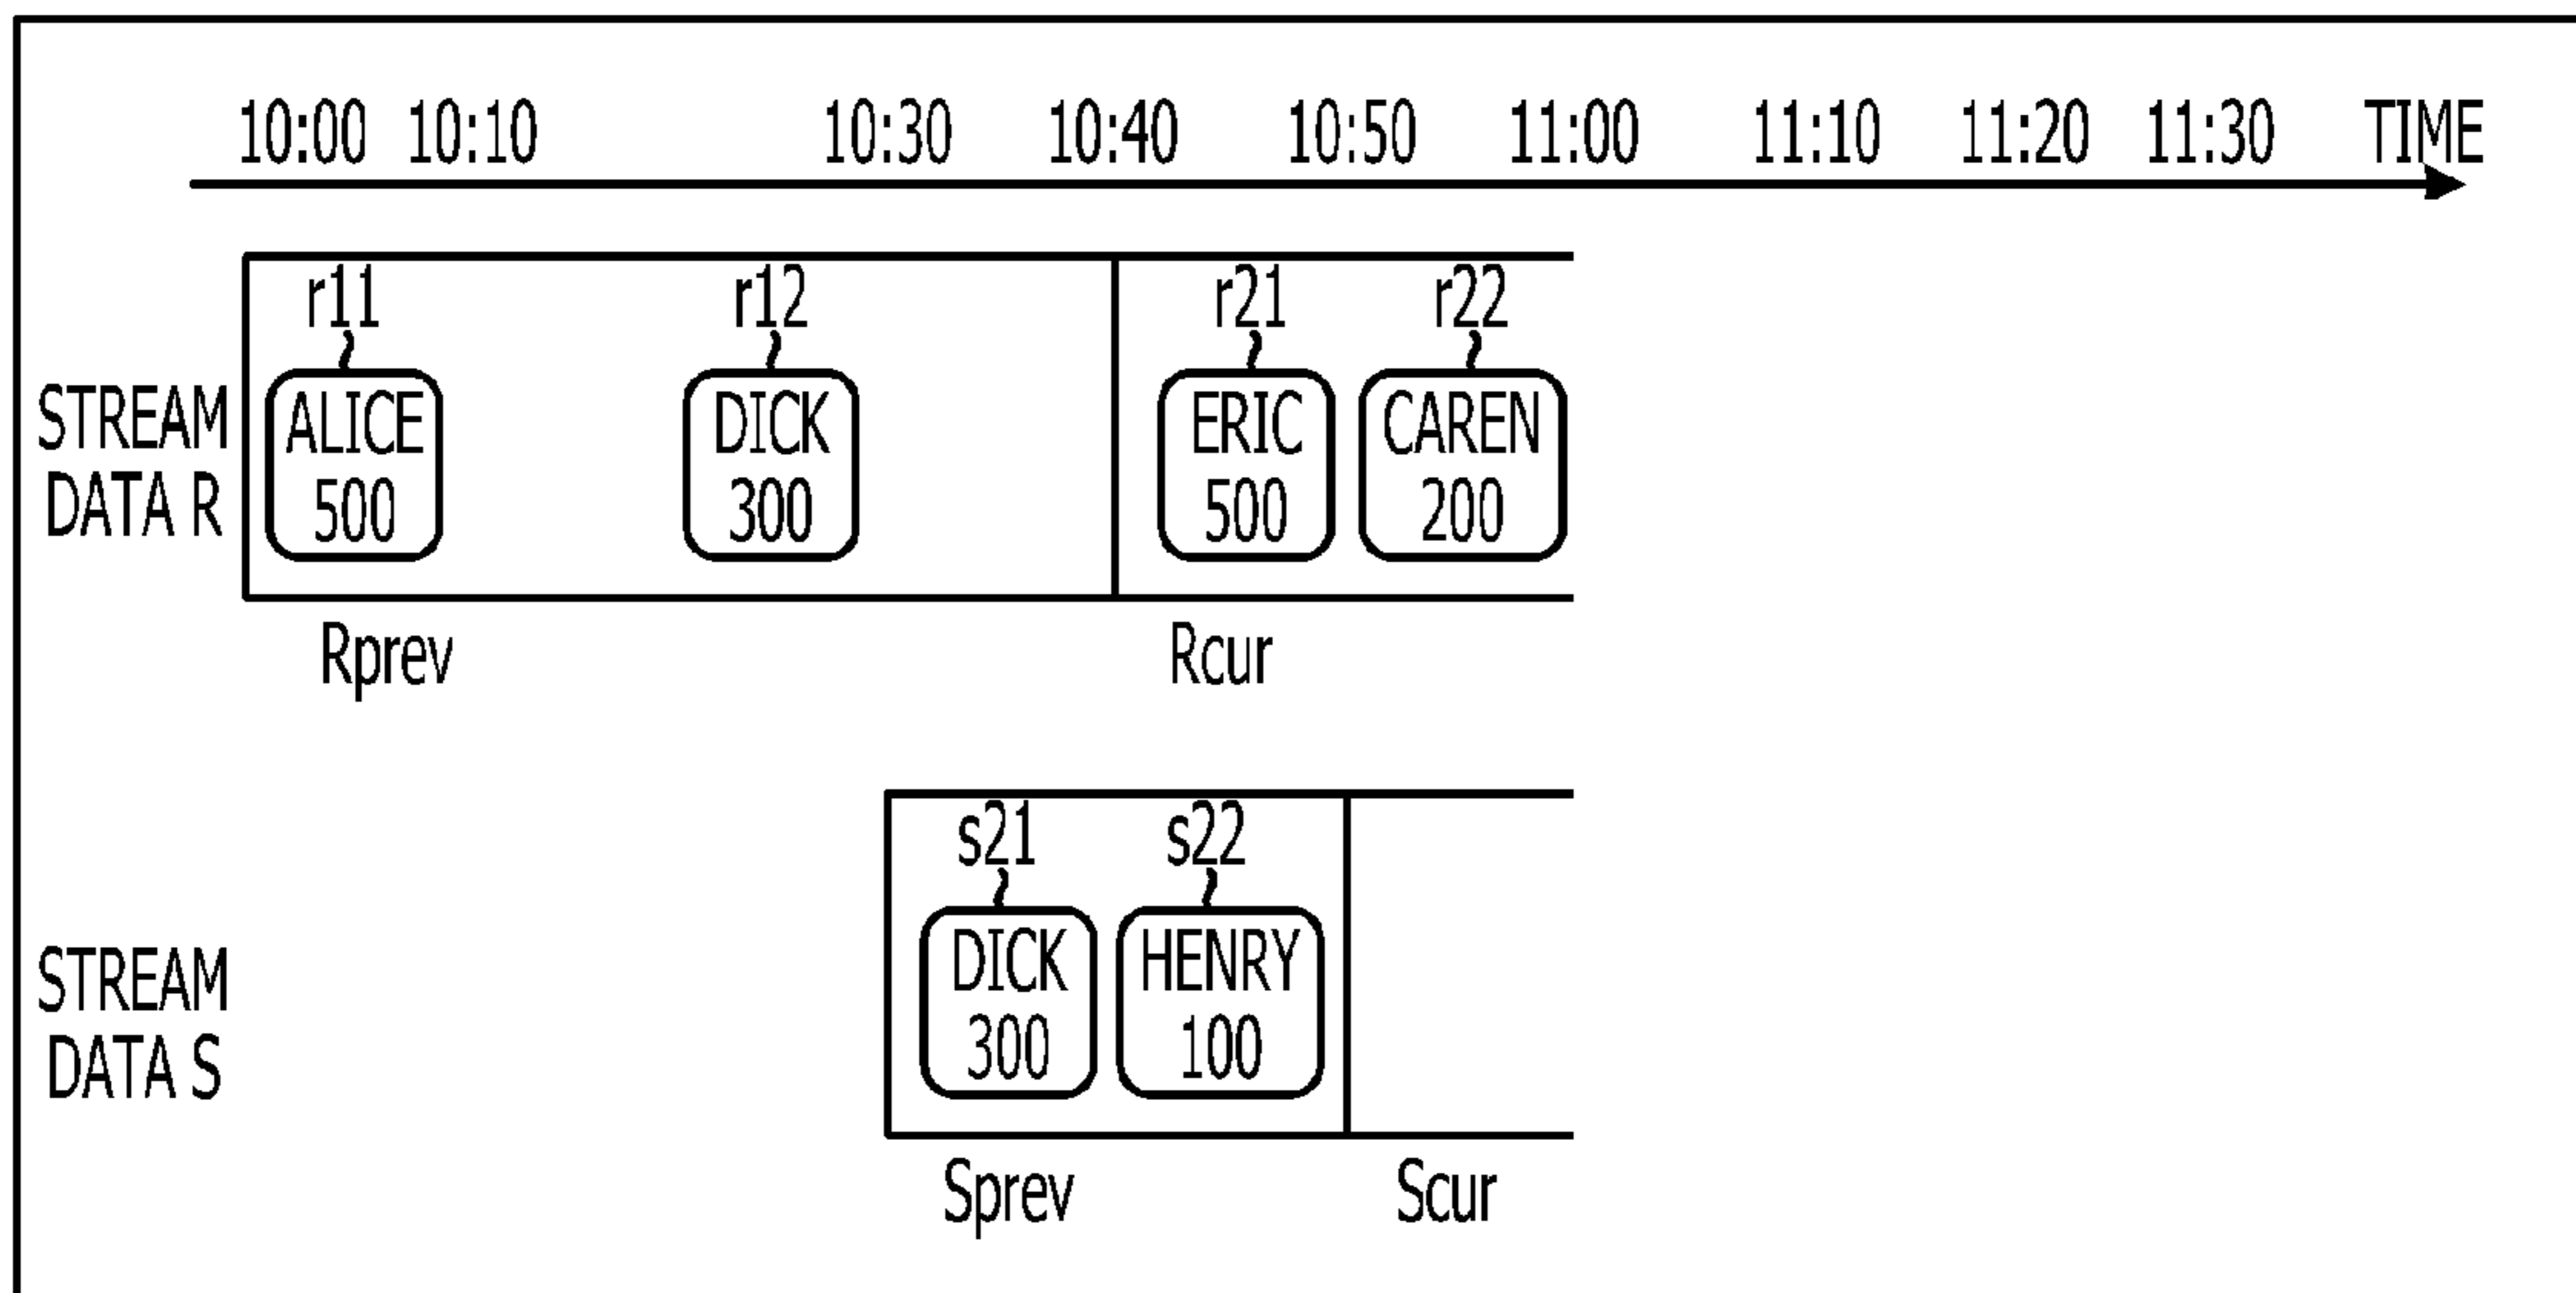 10:00 10:10 10:30 10:40 10:50 11:00 11:10 11:20 11:30 TIME
r11 r12 r21 r22
STREAM DATA R
ALICE 500
DICK 300
ERIC 500
CAREN 200
Rprev Rcur
s21 s22
STREAM DATA S
DICK 300
HENRY 100
Sprev Scur